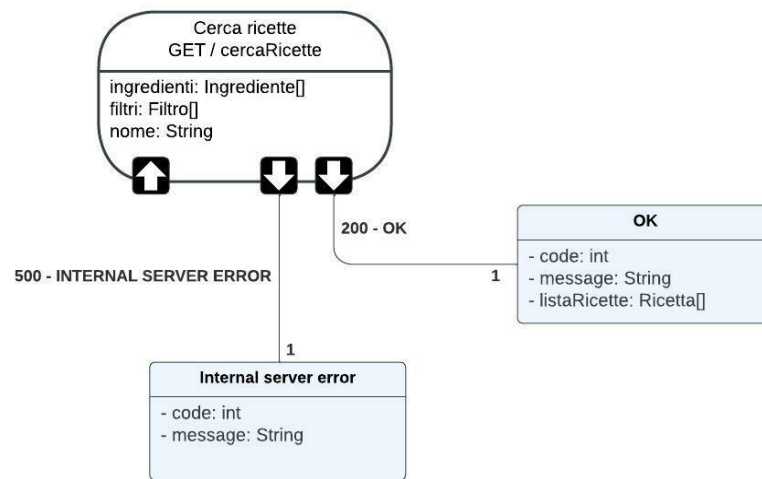 Cerca ricette
GET / cercaRicette
ingredienti: Ingrediente[]
filtri: Filtro[]
nome: String
200 - OK
500 - INTERNAL SERVER ERROR
1
OK
- code: int
- message: String
- listaRicette: Ricetta[]
1
Internal server error
- code: int
- message: String